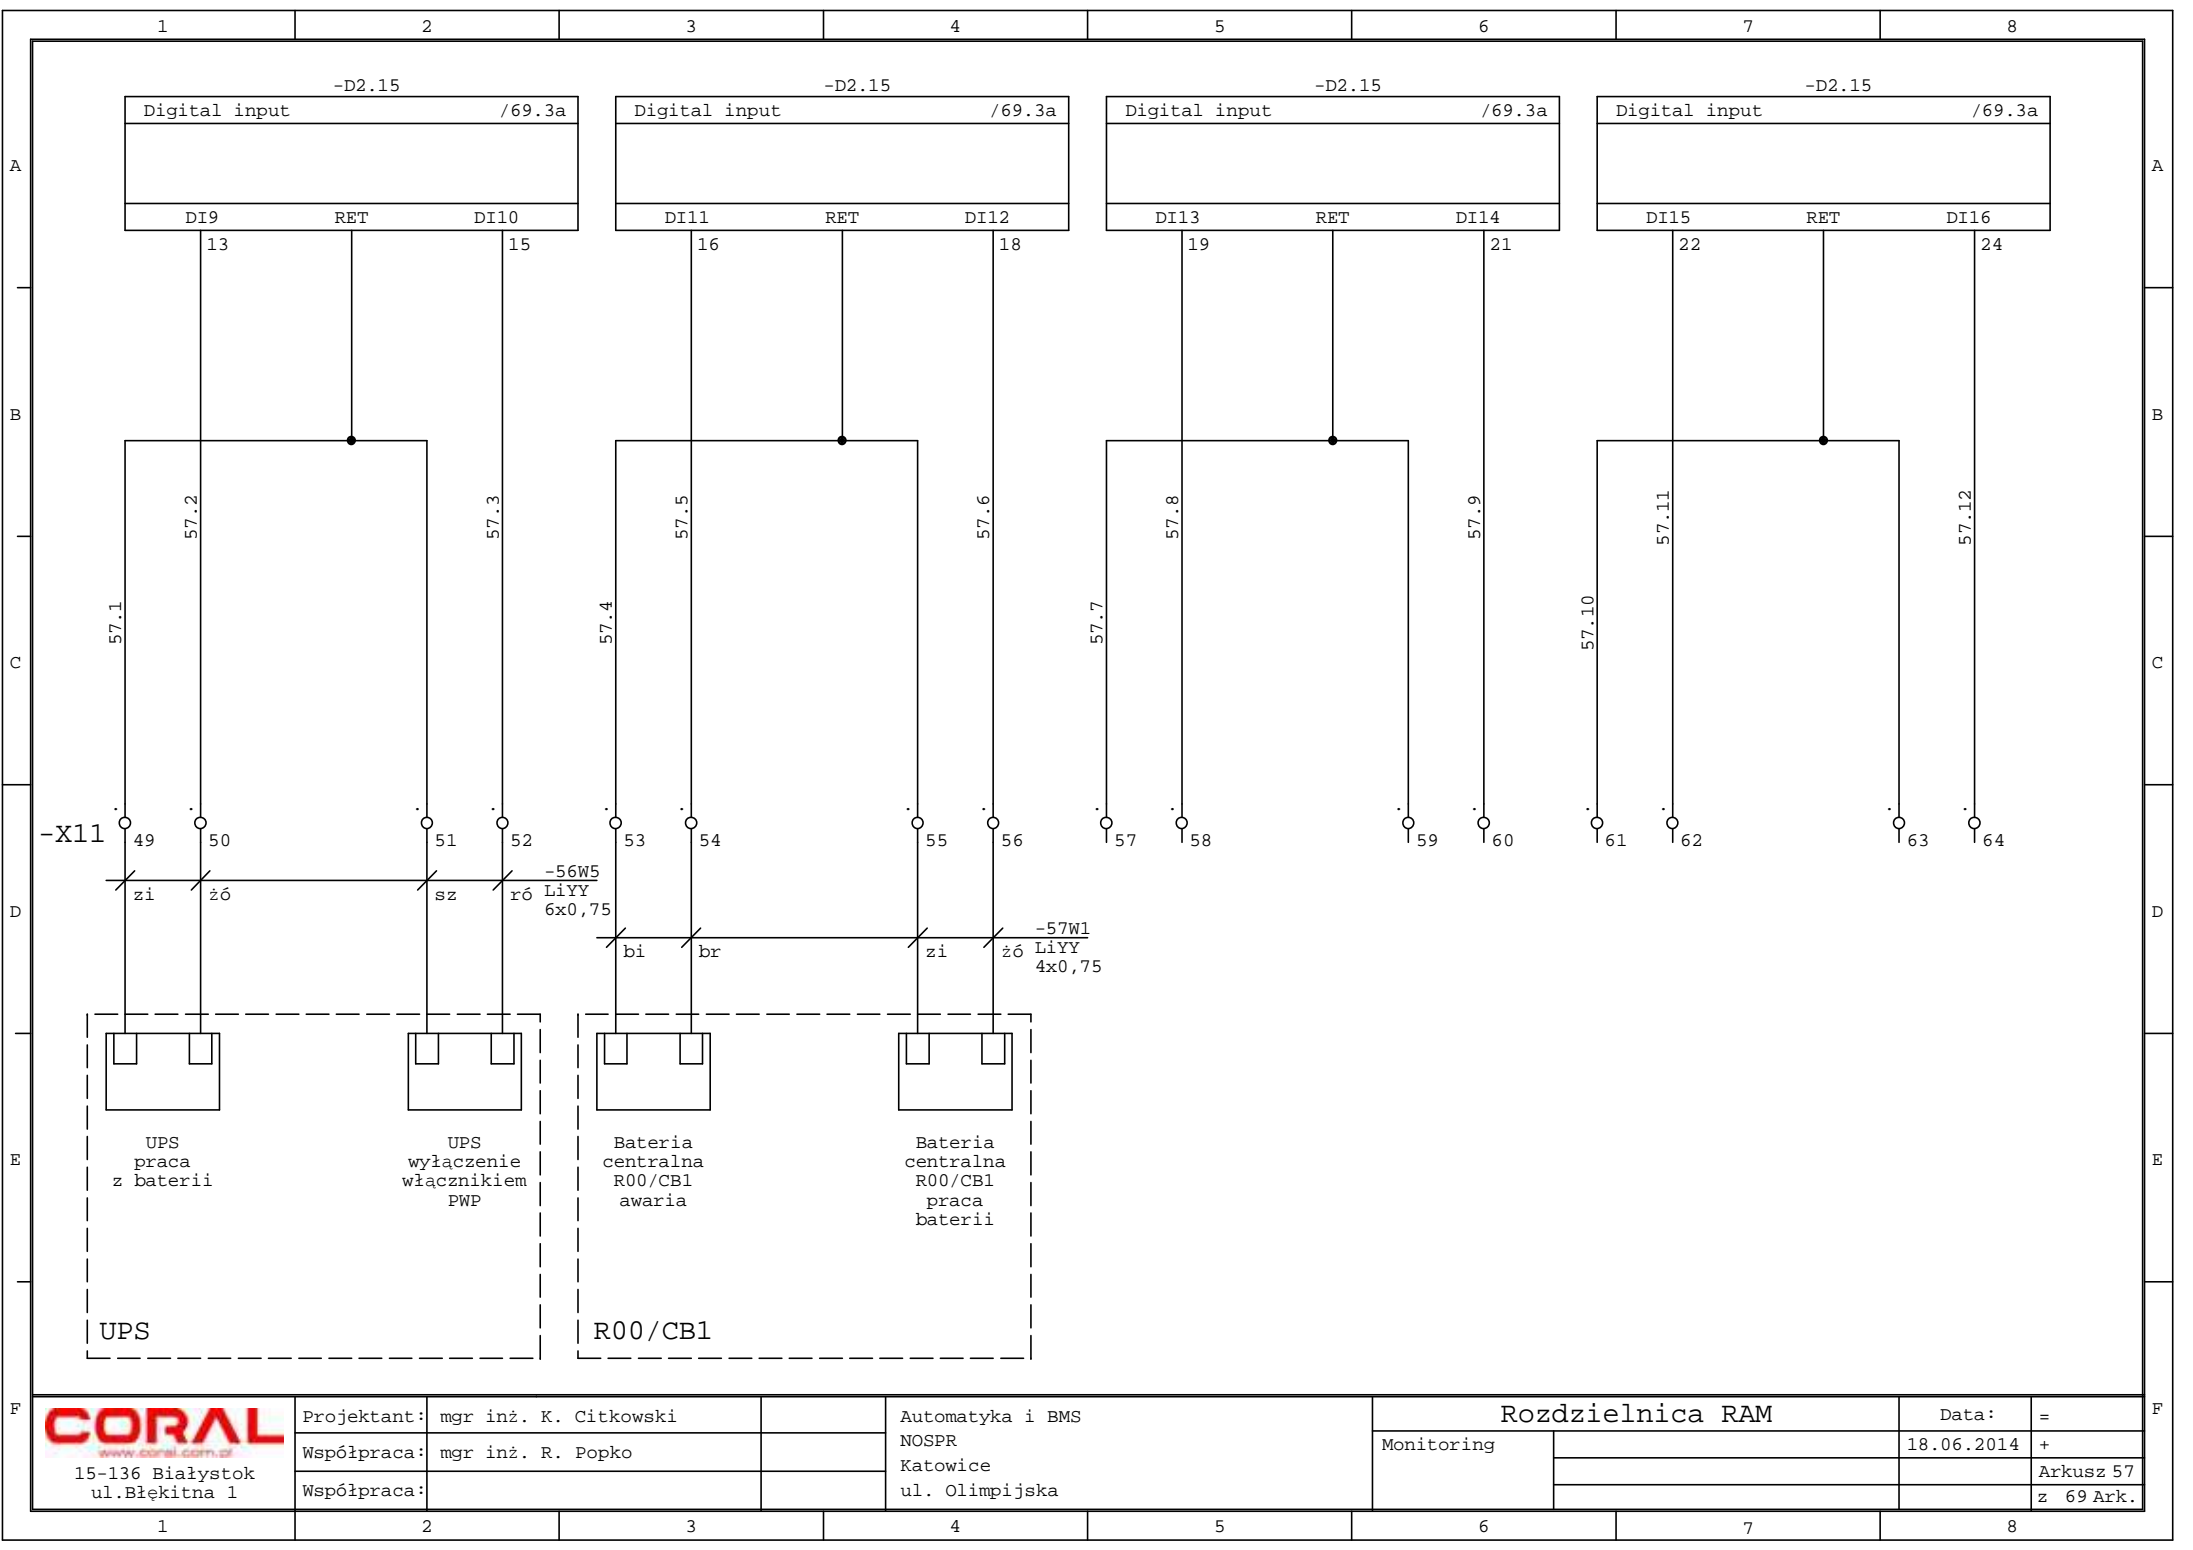 1 2 3 4 5 6 7 8
-D2.15 -D2.15 -D2.15 -D2.15
Digital input /69.3a Digital input /69.3a Digital input /69.3a Digital input /69.3a
A A
DI9 RET DI10 DI11 RET DI12 DI13 RET DI14 DI15 RET DI16
13 15 16 18 19 21 22 24
B B
57.2 57.3 57.5 57.6 57.8 57.9 57.11 57.12
57.1 57.4 57.7 57.10
C C
-X11 49 50 51 52 53 54 55 56 57 58 59 60 61 62 63 64
-56W5
zi żó sz ró LiYY
6x0,75
D D
-57W1
bi br zi żó LiYY
4x0,75
UPS
praca
z baterii
UPS
wyłączenie
włącznikiem
PWP
Bateria
centralna
R00/CB1
awaria
Bateria
centralna
R00/CB1
praca
baterii
E E
UPS R00/CB1
F F
CORAL
www.coral.com.pl
15-136 Białystok
ul.Błękitna 1
Projektant: mgr inż. K. Citkowski
Współpraca: mgr inż. R. Popko
Współpraca:
Automatyka i BMS
NOSPR
Katowice
ul. Olimpijska
Rozdzielnica RAM
Monitoring
Data: =
18.06.2014 +
Arkusz 57
z 69 Ark.
1 2 3 4 5 6 7 8